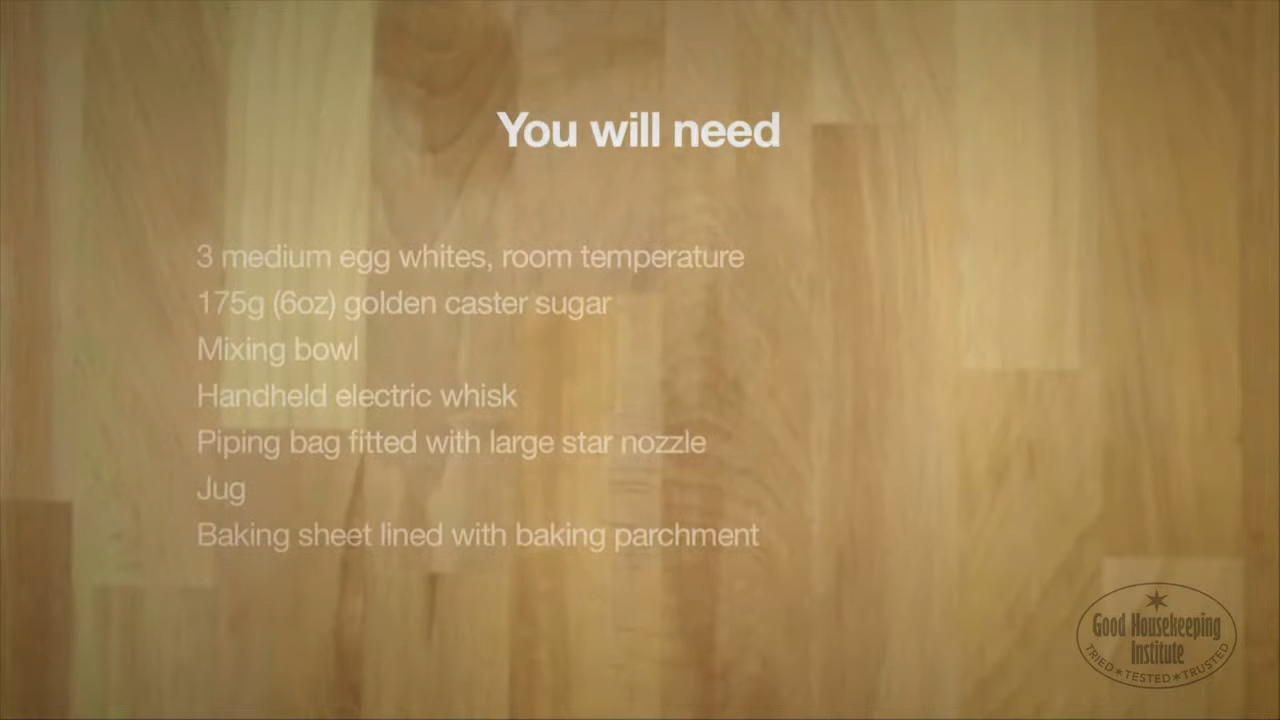 You will need
3 medium egg whites, room temperature
175g (6oz) golden caster sugar
Mixing bowl
Handheld electric whisk
Piping bag fitted with large star nozzle
Jug
Baking sheet lined with baking parchment
Good Housekeeping
Institute
TRIED★TESTED★TRUSTED